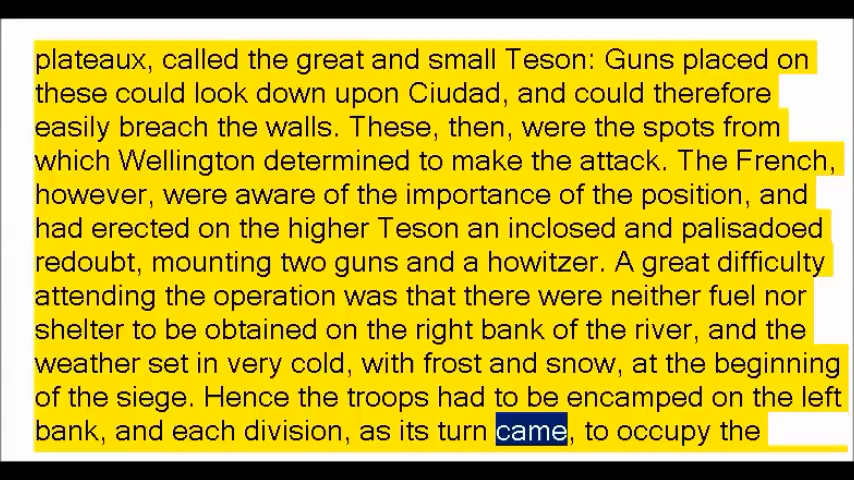 plateaux, called the great and small Teson: Guns placed on
these could look down upon Ciudad, and could therefore
easily breach the walls. These, then, were the spots from
which Wellington determined to make the attack. The French,
however, were aware of the importance of the position, and
had erected on the higher Teson an inclosed and palisadoed
redoubt, mounting two guns and a howitzer. A great difficulty
attending the operation was that there were neither fuel nor
shelter to be obtained on the right bank of the river, and the
weather set in very cold, with frost and snow, at the beginning
of the siege. Hence the troops had to be encamped on the left
bank, and each division, as its turn came, to occupy the